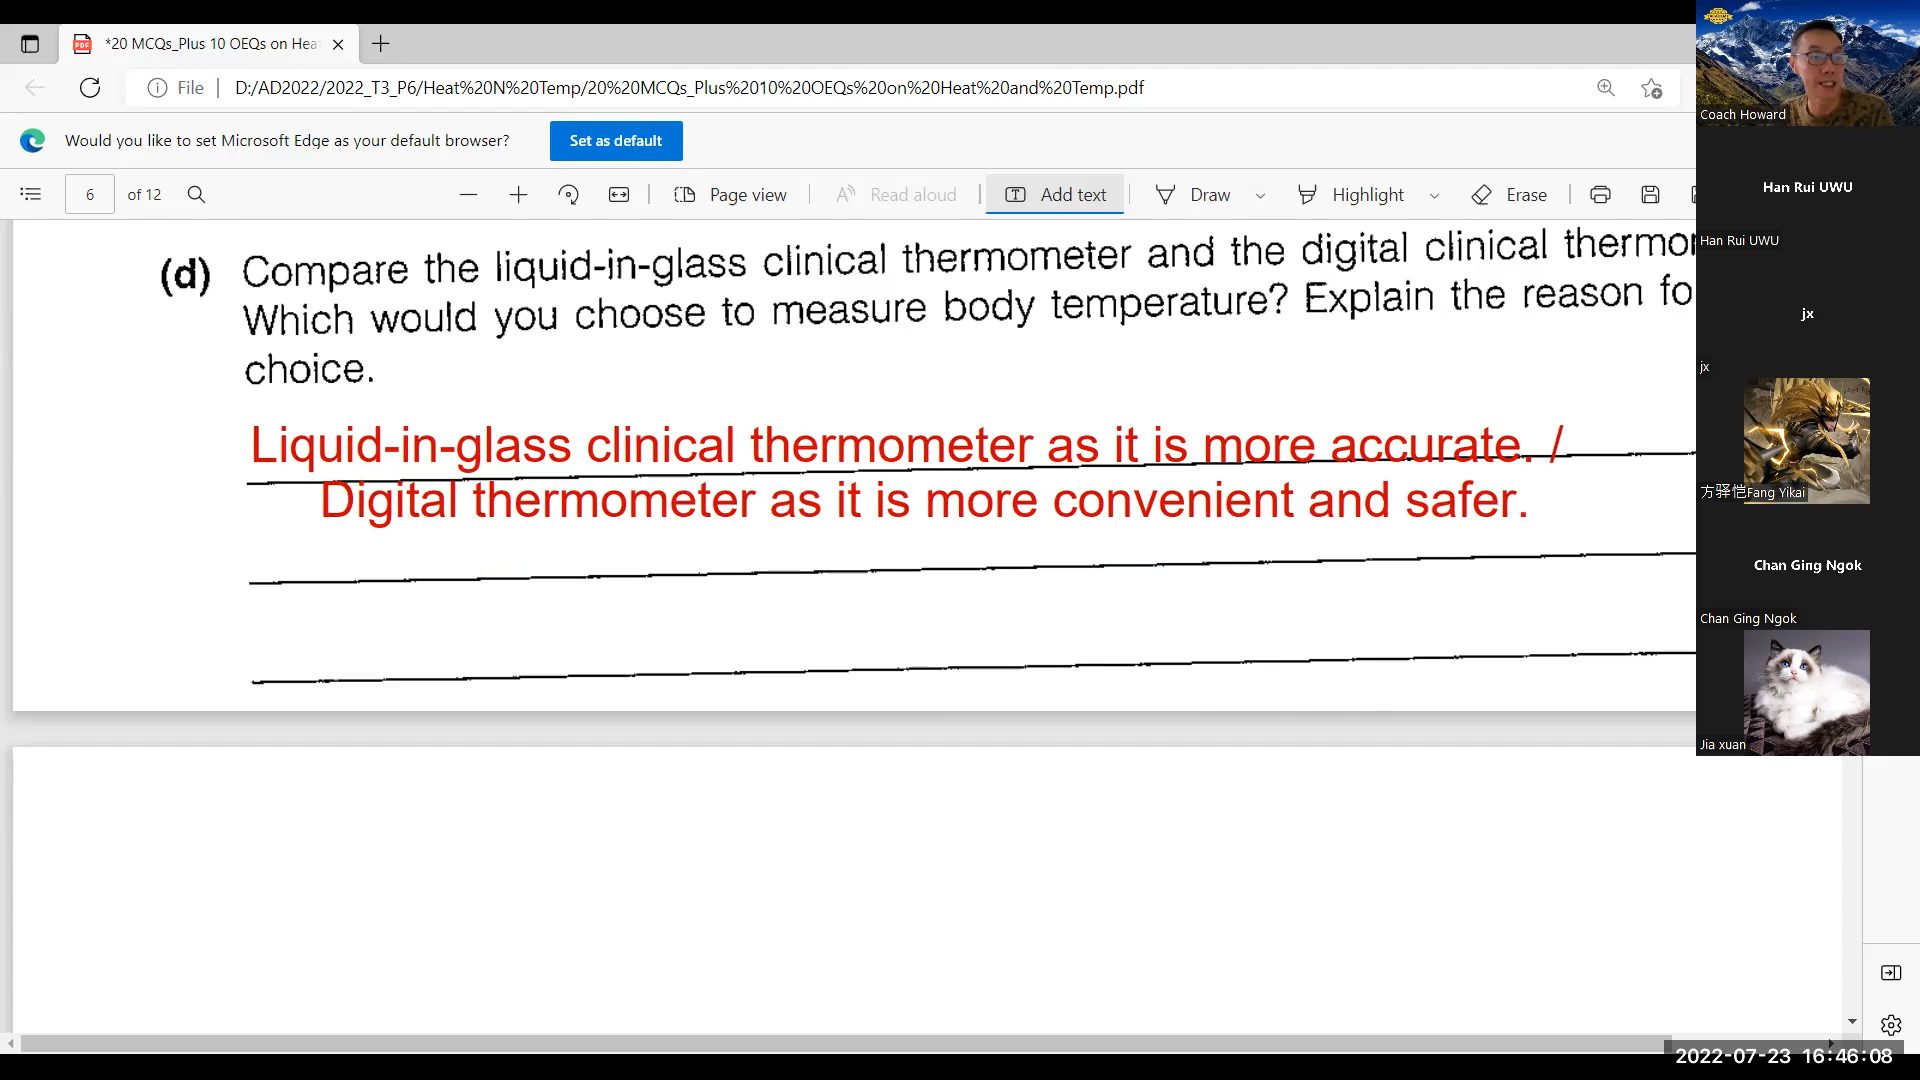 *20 MCQs_Plus 10 OEQs on Hea
File
D:/AD2022/2022_T3_P6/Heat%20N%20Temp/20%20MCQs_Plus%2010%20OEQs%20on%20Heat%20and%20Temp.pdf
Would you like to set Microsoft Edge as your default browser?
Set as default
6
of 12
Page view
Read aloud
Add text
Draw
Highlight
Erase
(d) Compare the liquid-in-glass clinical thermometer and the digital clinical thermo
Which would you choose to measure body temperature? Explain the reason fo
choice.
Liquid-in-glass clinical thermometer as it is more accurate. /
Digital thermometer as it is more convenient and safer.
Coach Howard
Han Rui UWU
Han Rui UWU
jx
jx
方驿恺Fang Yikai
Chan Ging Ngok
Chan Ging Ngok
Jia xuan
2022-07-23 16:46:08